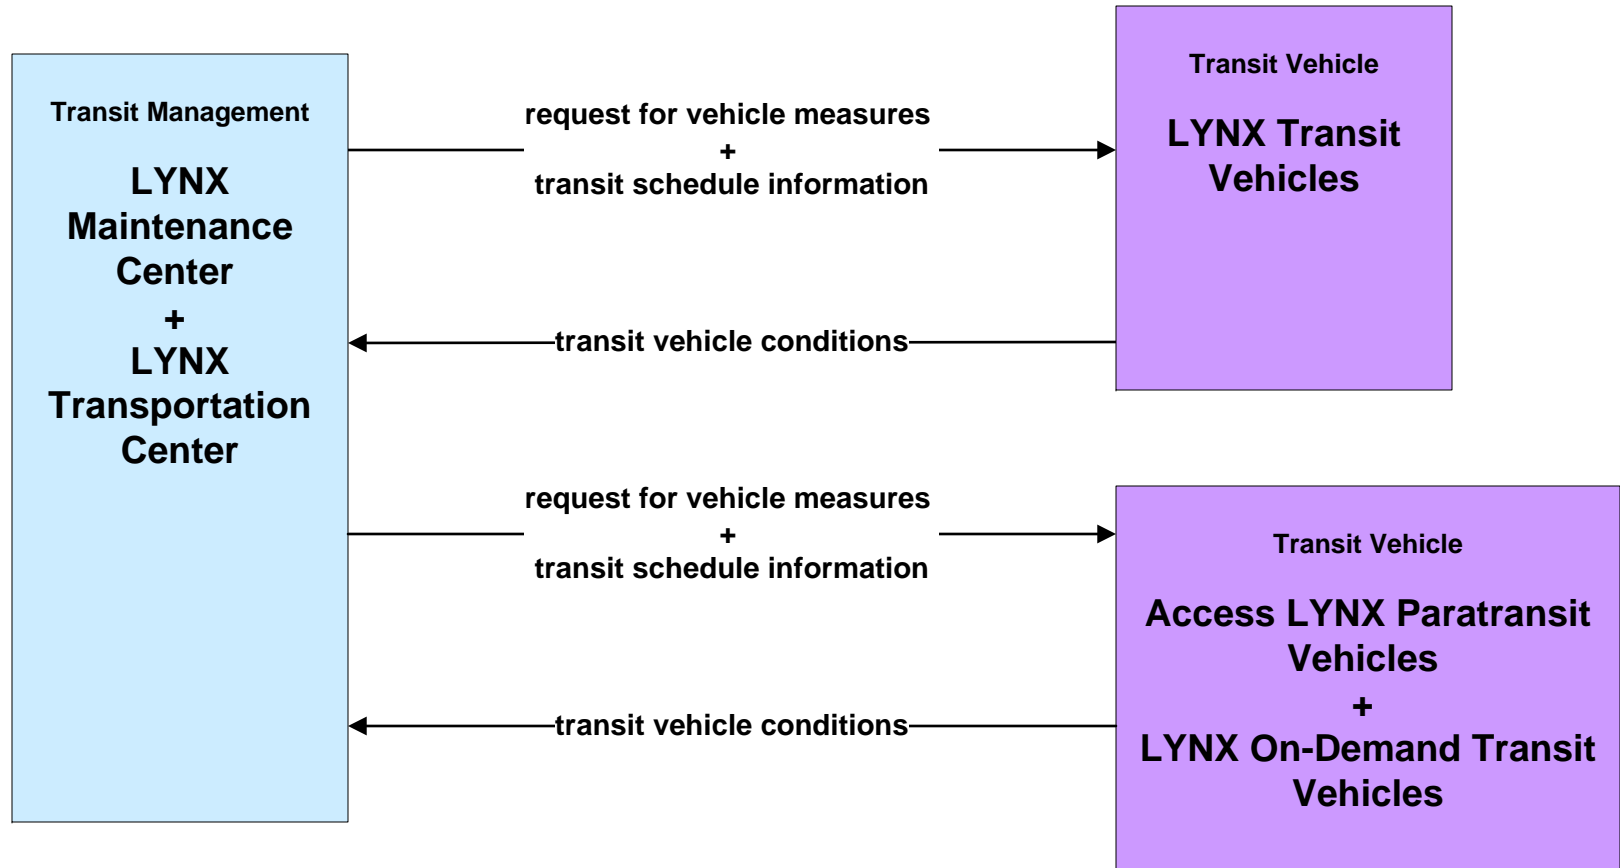 Transit Management
LYNX
Maintenance
Center
+
LYNX
Transportation
Center
request for vehicle measures
+
transit schedule information
transit vehicle conditions
request for vehicle measures
+
transit schedule information
transit vehicle conditions
Transit Vehicle
LYNX Transit
Vehicles
Transit Vehicle
Access LYNX Paratransit
Vehicles
+
LYNX On-Demand Transit
Vehicles